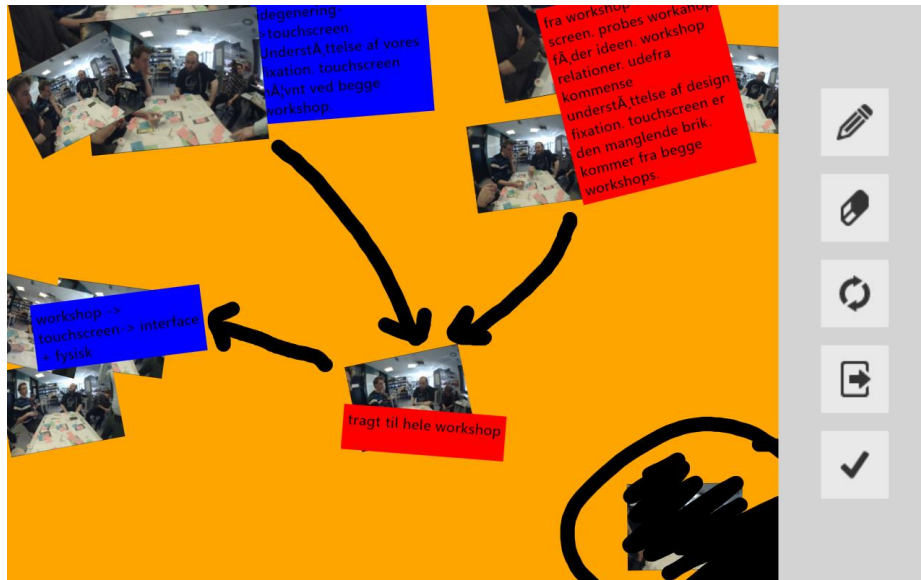 idegenering-
>touchscreen
UnderstÃ¸ttelse af vores
fixation. touchscreen
nÃ¦vnt ved begge
workshop.
fra workshop
screen. probes workahop
fÃ¸der ideen. workshop
relationer. udefra
kommense
understÃ¸ttelse af design
fixation. touchscreen er
den manglende brik.
kommer fra begge
workshops.
workshop ->
touchscreen-> interface
+ fysisk
tragt til hele workshop